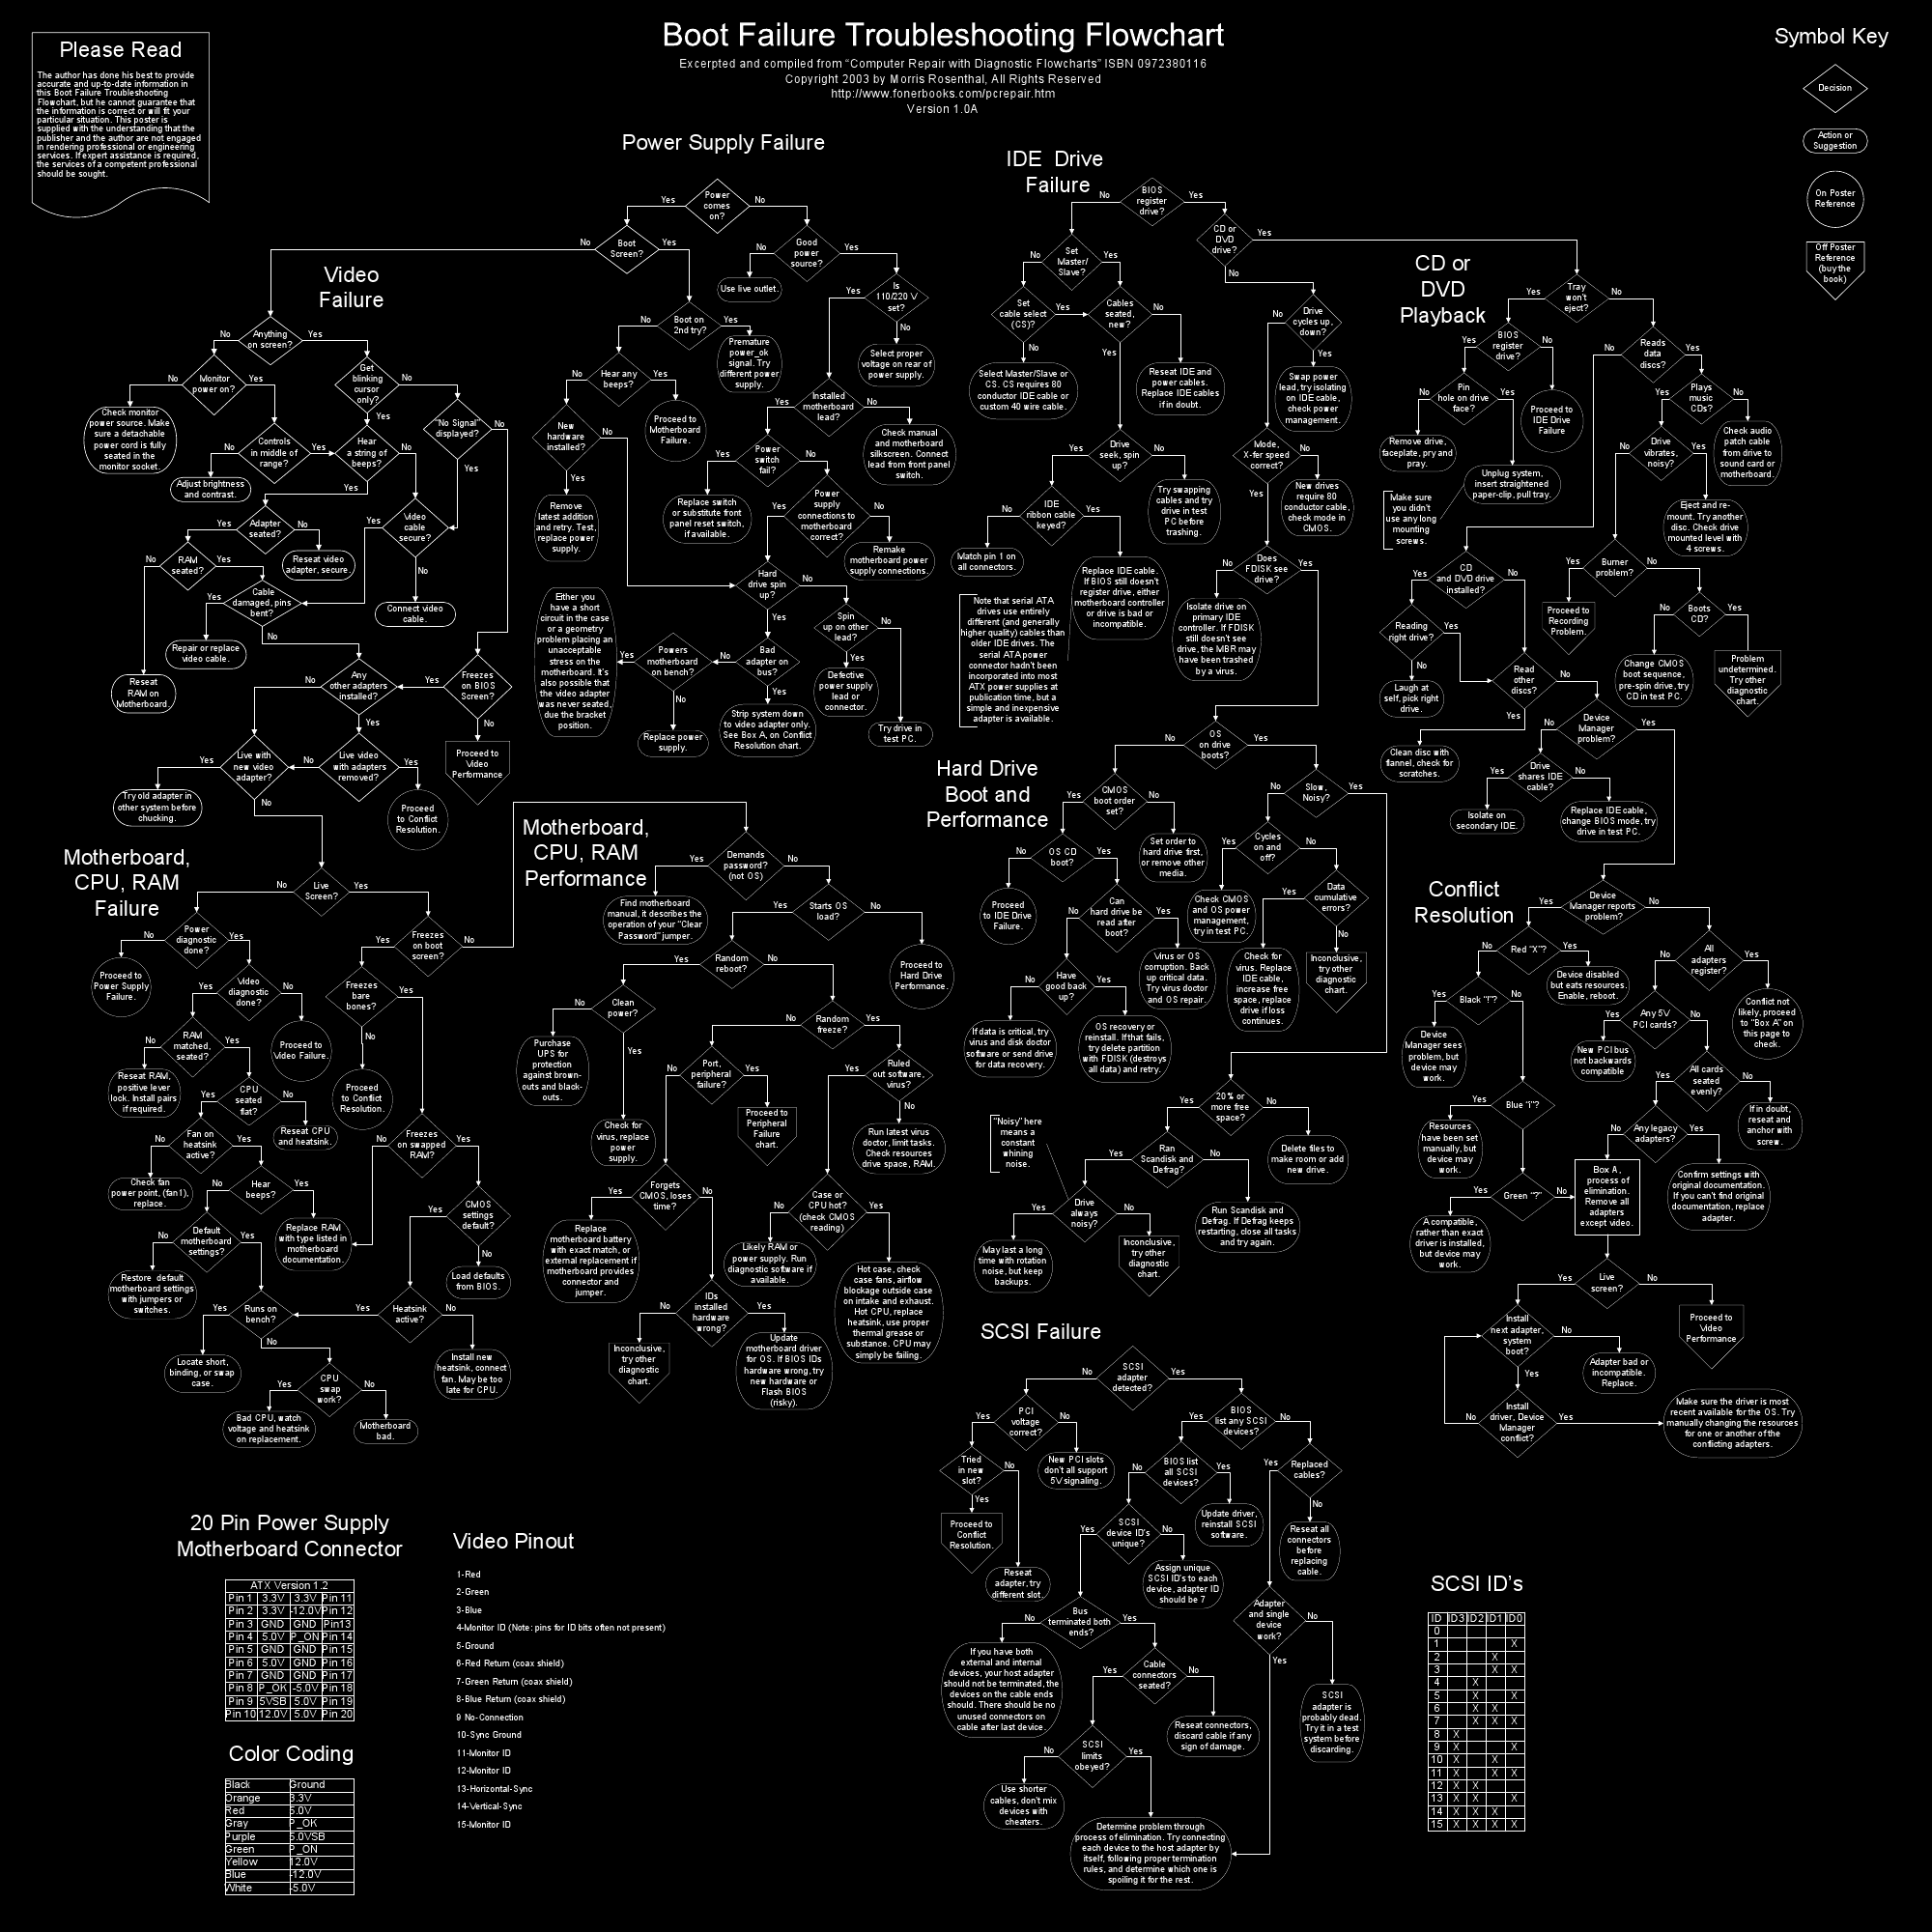 Boot Failure Troubleshooting Flowchart
Excerpted and compiled from “Computer Repair with Diagnostic Flowcharts” ISBN 0972380116
Copyright 2003 by Morris Rosenthal, All Rights Reserved
http://www.fonerbooks.com/pcrepair.htm
Version 1.0A
Please Read
The author has done his best to provide
accurate and up-to-date information in
this Boot Failure Troubleshooting
Flowchart, but he cannot guarantee that
the information is correct or will fit your
particular situation. This poster is
supplied with the understanding that the
publisher and the author are not engaged
in rendering professional or engineering
services. If expert assistance is required,
the services of a competent professional
should be sought.
Symbol Key
Decision
Action or
Suggestion
On Poster
Reference
Off Poster
Reference
(buy the
book)
Power Supply Failure
Power
comes
on?
Yes
No
Boot
Screen?
No
Yes
Good
power
source?
No
Yes
Use live outlet.
Is
110/220 V
set?
Yes
No
Select proper
voltage on rear of
power supply.
Boot on
2nd try?
No
Yes
Premature
power_ok
signal. Try
different power
supply.
Hear any
beeps?
No
Yes
Proceed to
Motherboard
Failure.
New
hardware
installed?
No
Yes
Remove
latest addition
and retry. Test,
replace power
supply.
Installed
motherboard
lead?
Yes
No
Check manual
and motherboard
silkscreen. Connect
lead from front panel
switch.
Power
switch
fail?
Yes
No
Replace switch
or substitute front
panel reset switch,
if available.
Power
supply
connections to
motherboard
correct?
Yes
No
Remake
motherboard power
supply connections.
Hard
drive spin
up?
No
Yes
Spin
up on other
lead?
No
Yes
Defective
power supply
lead or
connector.
Try drive in
test PC.
Bad
adapter on
bus?
No
Yes
Strip system down
to video adapter only.
See Box A, on Conflict
Resolution chart.
Powers
motherboard
on bench?
Yes
No
Replace power
supply.
Either you
have a short
circuit in the case
or a geometry
problem placing an
unacceptable
stress on the
motherboard. It’s
also possible that
the video adapter
was never seated,
due the bracket
position.
Video
Failure
Anything
on screen?
No
Yes
Monitor
power on?
No
Yes
Check monitor
power source. Make
sure a detachable
power cord is fully
seated in the
monitor socket.
Get
blinking
cursor
only?
No
Yes
“No Signal”
displayed?
No
Yes
Controls
in middle of
range?
No
Yes
Adjust brightness
and contrast.
Hear
a string of
beeps?
No
Yes
Adapter
seated?
Yes
No
Reseat video
adapter, secure.
Video
cable
secure?
Yes
No
Connect video
cable.
RAM
seated?
No
Yes
Cable
damaged, pins
bent?
Yes
No
Repair or replace
video cable.
Reseat
RAM on
Motherboard.
Any
other adapters
installed?
No
Yes
Freezes
on BIOS
Screen?
Yes
No
Proceed to
Video
Performance
Live with
new video
adapter?
Yes
No
Live video
with adapters
removed?
No
Yes
Try old adapter in
other system before
chucking.
Proceed
to Conflict
Resolution.
IDE Drive
Failure
BIOS
register
drive?
No
Yes
CD or
DVD
drive?
Yes
No
Set
Master/
Slave?
No
Yes
Set
cable select
(CS)?
Yes
No
Select Master/Slave or
CS. CS requires 80
conductor IDE cable or
custom 40 wire cable.
Cables
seated,
new?
No
Yes
Reseat IDE and
power cables.
Replace IDE cables
if in doubt.
Drive
cycles up,
down?
No
Yes
Swap power
lead, try isolating
on IDE cable,
check power
management.
Drive
seek, spin
up?
Yes
No
Try swapping
cables and try
drive in test
PC before
trashing.
Mode,
X-fer speed
correct?
No
Yes
New drives
require 80
conductor cable,
check mode in
CMOS.
IDE
ribbon cable
keyed?
No
Yes
Match pin 1 on
all connectors.
Replace IDE cable.
If BIOS still doesn’t
register drive, either
motherboard controller
or drive is bad or
incompatible.
Does
FDISK see
drive?
No
Yes
Isolate drive on
primary IDE
controller. If FDISK
still doesn’t see
drive, the MBR may
have been trashed
by a virus.
Note that serial ATA
drives use entirely
different (and generally
higher quality) cables than
older IDE drives. The
serial ATA power
connector hadn’t been
incorporated into most
ATX power supplies at
publication time, but a
simple and inexpensive
adapter is available.
CD or
DVD
Playback
Tray
won’t
eject?
Yes
No
BIOS
register
drive?
Yes
No
Pin
hole on drive
face?
No
Yes
Proceed to
IDE Drive
Failure
Remove drive,
faceplate, pry and
pray.
Unplug system,
insert straightened
paper-clip, pull tray.
Make sure
you didn’t
use any long
mounting
screws.
Reads
data
discs?
No
Yes
Plays
music
CDs?
Yes
No
Check audio
patch cable
from drive to
sound card or
motherboard.
Drive
vibrates,
noisy?
No
Yes
Eject and re-
mount. Try another
disc. Check drive
mounted level with
4 screws.
Burner
problem?
Yes
No
Proceed to
Recording
Problem.
Boots
CD?
No
Yes
Change CMOS
boot sequence,
pre-spin drive, try
CD in test PC.
Problem
undetermined.
Try other
diagnostic
chart.
CD
and DVD drive
installed?
Yes
No
Reading
right drive?
Yes
No
Laugh at
self, pick right
drive.
Read
other
discs?
No
Yes
Clean disc with
flannel, check for
scratches.
Device
Manager
problem?
No
Yes
Drive
shares IDE
cable?
Yes
No
Isolate on
secondary IDE.
Replace IDE cable,
change BIOS mode, try
drive in test PC.
Hard Drive
Boot and
Performance
OS
on drive
boots?
No
Yes
CMOS
boot order
set?
Yes
No
Set order to
hard drive first,
or remove other
media.
Slow,
Noisy?
No
Yes
OS CD
boot?
No
Yes
Proceed
to IDE Drive
Failure.
Cycles
on and
off?
Yes
No
Check CMOS
and OS power
management,
try in test PC.
Data
cumulative
errors?
Yes
No
Can
hard drive be
read after
boot?
No
Yes
Virus or OS
corruption. Back
up critical data.
Try virus doctor
and OS repair.
Check for
virus. Replace
IDE cable,
increase free
space, replace
drive if loss
continues.
Inconclusive,
try other
diagnostic
chart.
Have
good back
up?
No
Yes
If data is critical, try
virus and disk doctor
software or send drive
for data recovery.
OS recovery or
reinstall. If that fails,
try delete partition
with FDISK (destroys
all data) and retry.
20% or
more free
space?
Yes
No
Delete files to
make room or add
new drive.
Ran
Scandisk and
Defrag?
Yes
No
Run Scandisk and
Defrag. If Defrag keeps
restarting, close all tasks
and try again.
“Noisy” here
means a
constant
whining
noise.
Drive
always
noisy?
Yes
No
May last a long
time with rotation
noise, but keep
backups.
Inconclusive,
try other
diagnostic
chart.
Motherboard,
CPU, RAM
Failure
Live
Screen?
No
Yes
Power
diagnostic
done?
No
Yes
Proceed to
Power Supply
Failure.
Video
diagnostic
done?
Yes
No
Proceed to
Video Failure.
RAM
matched,
seated?
No
Yes
Reseat RAM,
positive lever
lock. Install pairs
if required.
CPU
seated
flat?
Yes
No
Reseat CPU
and heatsink.
Fan on
heatsink
active?
No
Yes
Check fan
power point, (fan1),
replace.
Hear
beeps?
No
Yes
Replace RAM
with type listed in
motherboard
documentation.
Default
motherboard
settings?
No
Yes
Restore default
motherboard settings
with jumpers or
switches.
Runs on
bench?
Yes
No
Locate short,
binding, or swap
case.
CPU
swap
work?
Yes
No
Bad CPU, watch
voltage and heatsink
on replacement.
Motherboard
bad.
Freezes
on boot
screen?
Yes
No
Freezes
bare
bones?
Yes
No
Proceed
to Conflict
Resolution.
Freezes
on swapped
RAM?
No
Yes
CMOS
settings
default?
Yes
No
Load defaults
from BIOS.
Heatsink
active?
Yes
No
Install new
heatsink, connect
fan. May be too
late for CPU.
Motherboard,
CPU, RAM
Performance
Demands
password?
(not OS)
Yes
No
Find motherboard
manual, it describes the
operation of your “Clear
Password” jumper.
Starts OS
load?
Yes
No
Proceed to
Hard Drive
Performance.
Random
reboot?
Yes
No
Clean
power?
No
Yes
Purchase
UPS for
protection
against brown-
outs and black-
outs.
Check for
virus, replace
power
supply.
Random
freeze?
No
Yes
Port,
peripheral
failure?
No
Yes
Proceed to
Peripheral
Failure
chart.
Ruled
out software,
virus?
Yes
No
Run latest virus
doctor, limit tasks.
Check resources
drive space, RAM.
Forgets
CMOS, loses
time?
Yes
No
Replace
motherboard battery
with exact match, or
external replacement if
motherboard provides
connector and
jumper.
Case or
CPU hot?
(check CMOS
reading)
No
Yes
Likely RAM or
power supply. Run
diagnostic software if
available.
Hot case, check
case fans, airflow
blockage outside case
on intake and exhaust.
Hot CPU, replace
heatsink, use proper
thermal grease or
substance. CPU may
simply be failing.
IDs
installed
hardware
wrong?
No
Yes
Inconclusive,
try other
diagnostic
chart.
Update
motherboard driver
for OS. If BIOS IDs
hardware wrong, try
new hardware or
Flash BIOS
(risky).
Conflict
Resolution
Device
Manager reports
problem?
Yes
No
Red “X”?
No
Yes
Device disabled
but eats resources.
Enable, reboot.
All
adapters
register?
Yes
Yes
Conflict not
likely, proceed
to “Box A” on
this page to
check.
Black “!”?
Yes
No
Device
Manager sees
problem, but
device may
work.
Any 5V
PCI cards?
Yes
No
New PCI bus
not backwards
compatible
All cards
seated
evenly?
Yes
No
If in doubt,
reseat and
anchor with
screw.
Blue “i”?
Yes
No
Resources
have been set
manually, but
device may
work.
Any legacy
adapters?
No
Yes
Confirm settings with
original documentation.
If you can’t find original
documentation, replace
adapter.
Green “?”
Yes
No
A compatible,
rather than exact
driver is installed,
but device may
work.
Box A,
process of
elimination.
Remove all
adapters
except video.
Live
screen?
Yes
No
Proceed to
Video
Performance
Install
next adapter,
system
boot?
No
Yes
Adapter bad or
incompatible.
Replace.
Install
driver, Device
Manager
conflict?
No
Yes
Make sure the driver is most
recent available for the OS. Try
manually changing the resources
for one or another of the
conflicting adapters.
SCSI Failure
SCSI
adapter
detected?
No
Yes
PCI
voltage
correct?
Yes
No
New PCI slots
don’t all support
5V signaling.
Tried
in new
slot?
No
Yes
Proceed to
Conflict
Resolution.
Reseat
adapter, try
different slot.
BIOS
list any SCSI
devices?
Yes
No
BIOS list
all SCSI
devices?
No
Yes
Update driver,
reinstall SCSI
software.
Replaced
cables?
Yes
No
Reseat all
connectors
before
replacing
cable.
SCSI
device ID’s
unique?
Yes
No
Assign unique
SCSI ID’s to each
device, adapter ID
should be 7
Bus
terminated both
ends?
No
Yes
If you have both
external and internal
devices, your host adapter
should not be terminated, the
devices on the cable ends
should. There should be no
unused connectors on
cable after last device.
Adapter
and single
device
work?
No
Yes
SCSI
adapter is
probably dead.
Try it in a test
system before
discarding.
Cable
connectors
seated?
Yes
No
Reseat connectors,
discard cable if any
sign of damage.
SCSI
limits
obeyed?
No
Yes
Use shorter
cables, don’t mix
devices with
cheaters.
Determine problem through
process of elimination. Try connecting
each device to the host adapter by
itself, following proper termination
rules, and determine which one is
spoiling it for the rest.
20 Pin Power Supply
Motherboard Connector
ATX Version 1.2
Pin 1 3.3V 3.3V Pin 11
Pin 2 3.3V -12.0V Pin 12
Pin 3 GND GND Pin13
Pin 4 5.0V P_ON Pin 14
Pin 5 GND GND Pin 15
Pin 6 5.0V GND Pin 16
Pin 7 GND GND Pin 17
Pin 8 P_OK -5.0V Pin 18
Pin 9 5VSB 5.0V Pin 19
Pin 10 12.0V 5.0V Pin 20
Color Coding
Black Ground
Orange 3.3V
Red 5.0V
Gray P_OK
Purple 5.0VSB
Green P_ON
Yellow 12.0V
Blue -12.0V
White -5.0V
Video Pinout
1-Red
2-Green
3-Blue
4-Monitor ID (Note: pins for ID bits often not present)
5-Ground
6-Red Return (coax shield)
7-Green Return (coax shield)
8-Blue Return (coax shield)
9 No-Connection
10-Sync Ground
11-Monitor ID
12-Monitor ID
13-Horizontal-Sync
14-Vertical-Sync
15-Monitor ID
SCSI ID’s
ID ID3 ID2 ID1 ID0
0
1 X
2 X
3 X X
4 X
5 X X
6 X X
7 X X X
8 X
9 X X
10 X X
11 X X X
12 X X
13 X X X
14 X X X
15 X X X X